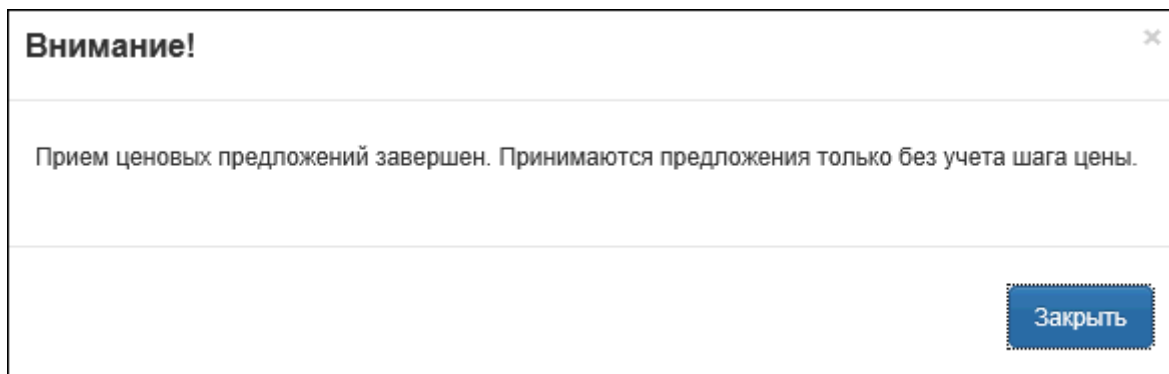 Внимание!
Прием ценовых предложений завершен. Принимаются предложения только без учета шага цены.
Закрыть